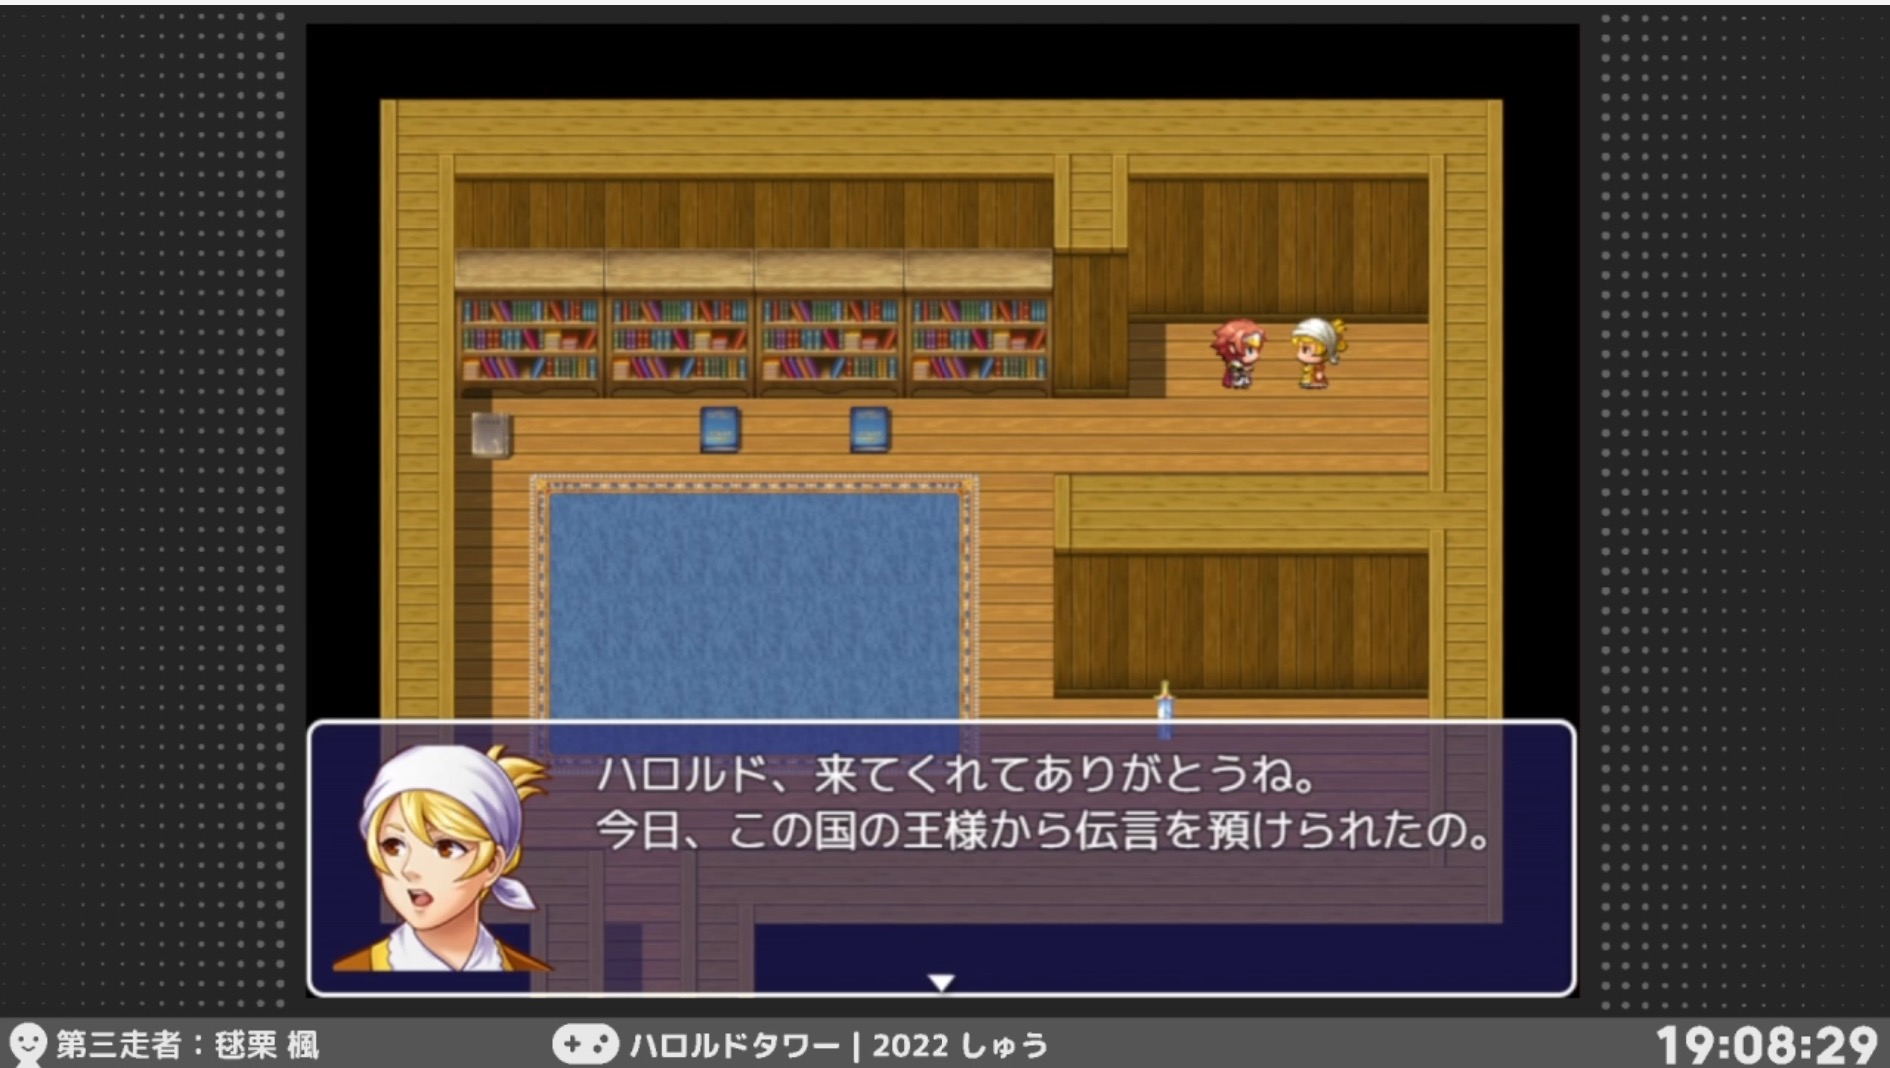 ハロルド、来てくれてありがとうね。
今日、この国の王様から伝言を預けられたの。
第三走者：毬栗 楓
ハロルドタワー | 2022 しゅう
19:08:29